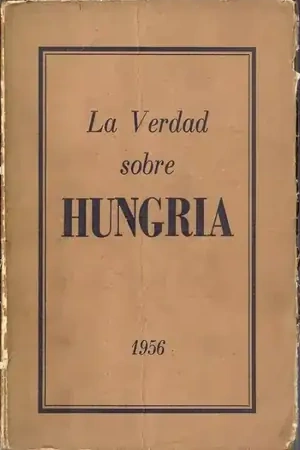 La Verdad
sobre
HUNGRIA
1956